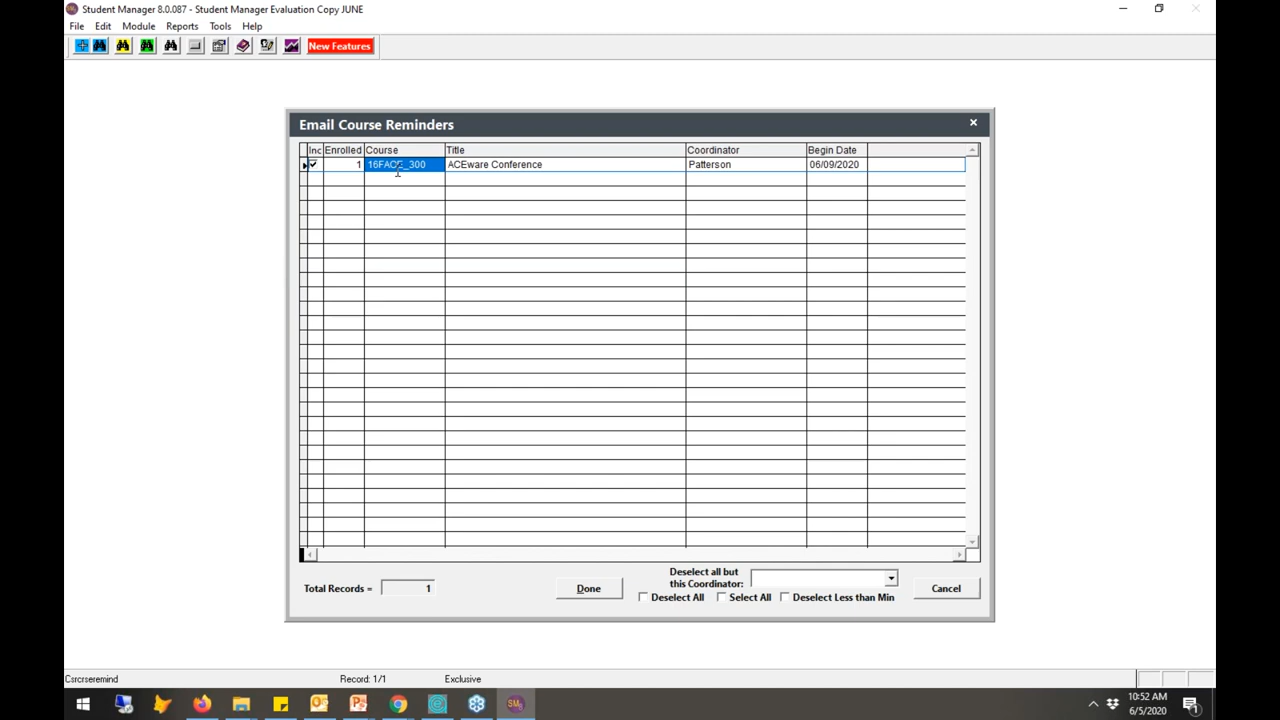 Student Manager 8.0.087 - Student Manager Evaluation Copy JUNE
File Edit Module Reports Tools Help
New Features
Email Course Reminders
Inc Enrolled Course Title Coordinator Begin Date
1 16FACE_300 ACEware Conference Patterson 06/09/2020
Deselect all but
this Coordinator:
Total Records = 1 Done Cancel
Deselect All Select All Deselect Less than Min
Csrcrseremind Record: 1/1 Exclusive
10:52 AM
6/5/2020